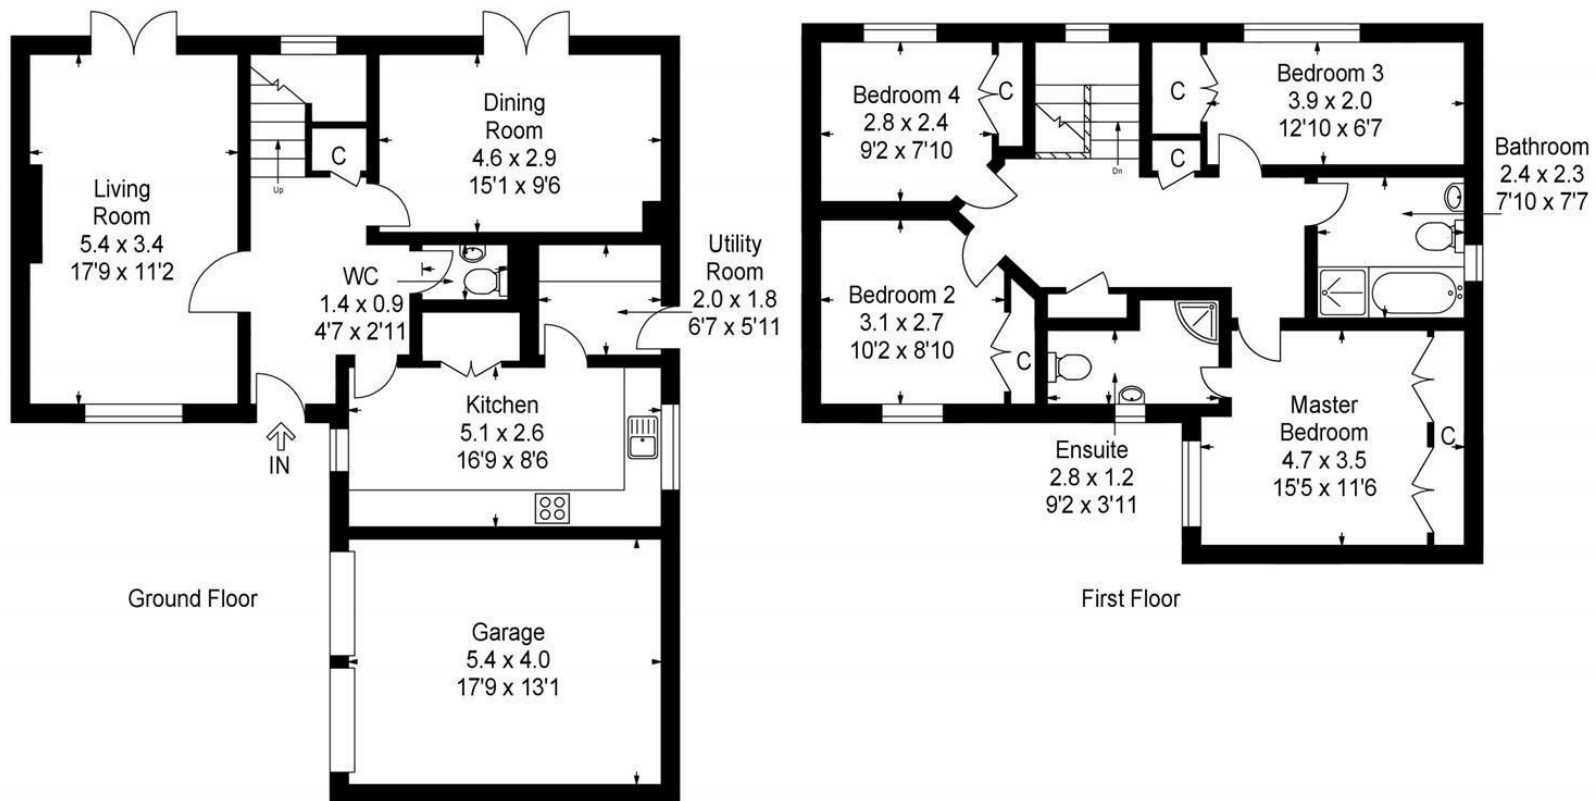 Living
Room
5.4 x 3.4
17'9 x 11'2
Up
C
Dining
Room
4.6 x 2.9
15'1 x 9'6
WC
1.4 x 0.9
4'7 x 2'11
Utility
Room
2.0 x 1.8
6'7 x 5'11
Kitchen
5.1 x 2.6
16'9 x 8'6
IN
Garage
5.4 x 4.0
17'9 x 13'1
Ground Floor
Bedroom 4
2.8 x 2.4
9'2 x 7'10
C
Dn
C
C
Bedroom 3
3.9 x 2.0
12'10 x 6'7
Bathroom
2.4 x 2.3
7'10 x 7'7
Bedroom 2
3.1 x 2.7
10'2 x 8'10
C
Ensuite
2.8 x 1.2
9'2 x 3'11
Master
Bedroom
4.7 x 3.5
15'5 x 11'6
C
First Floor